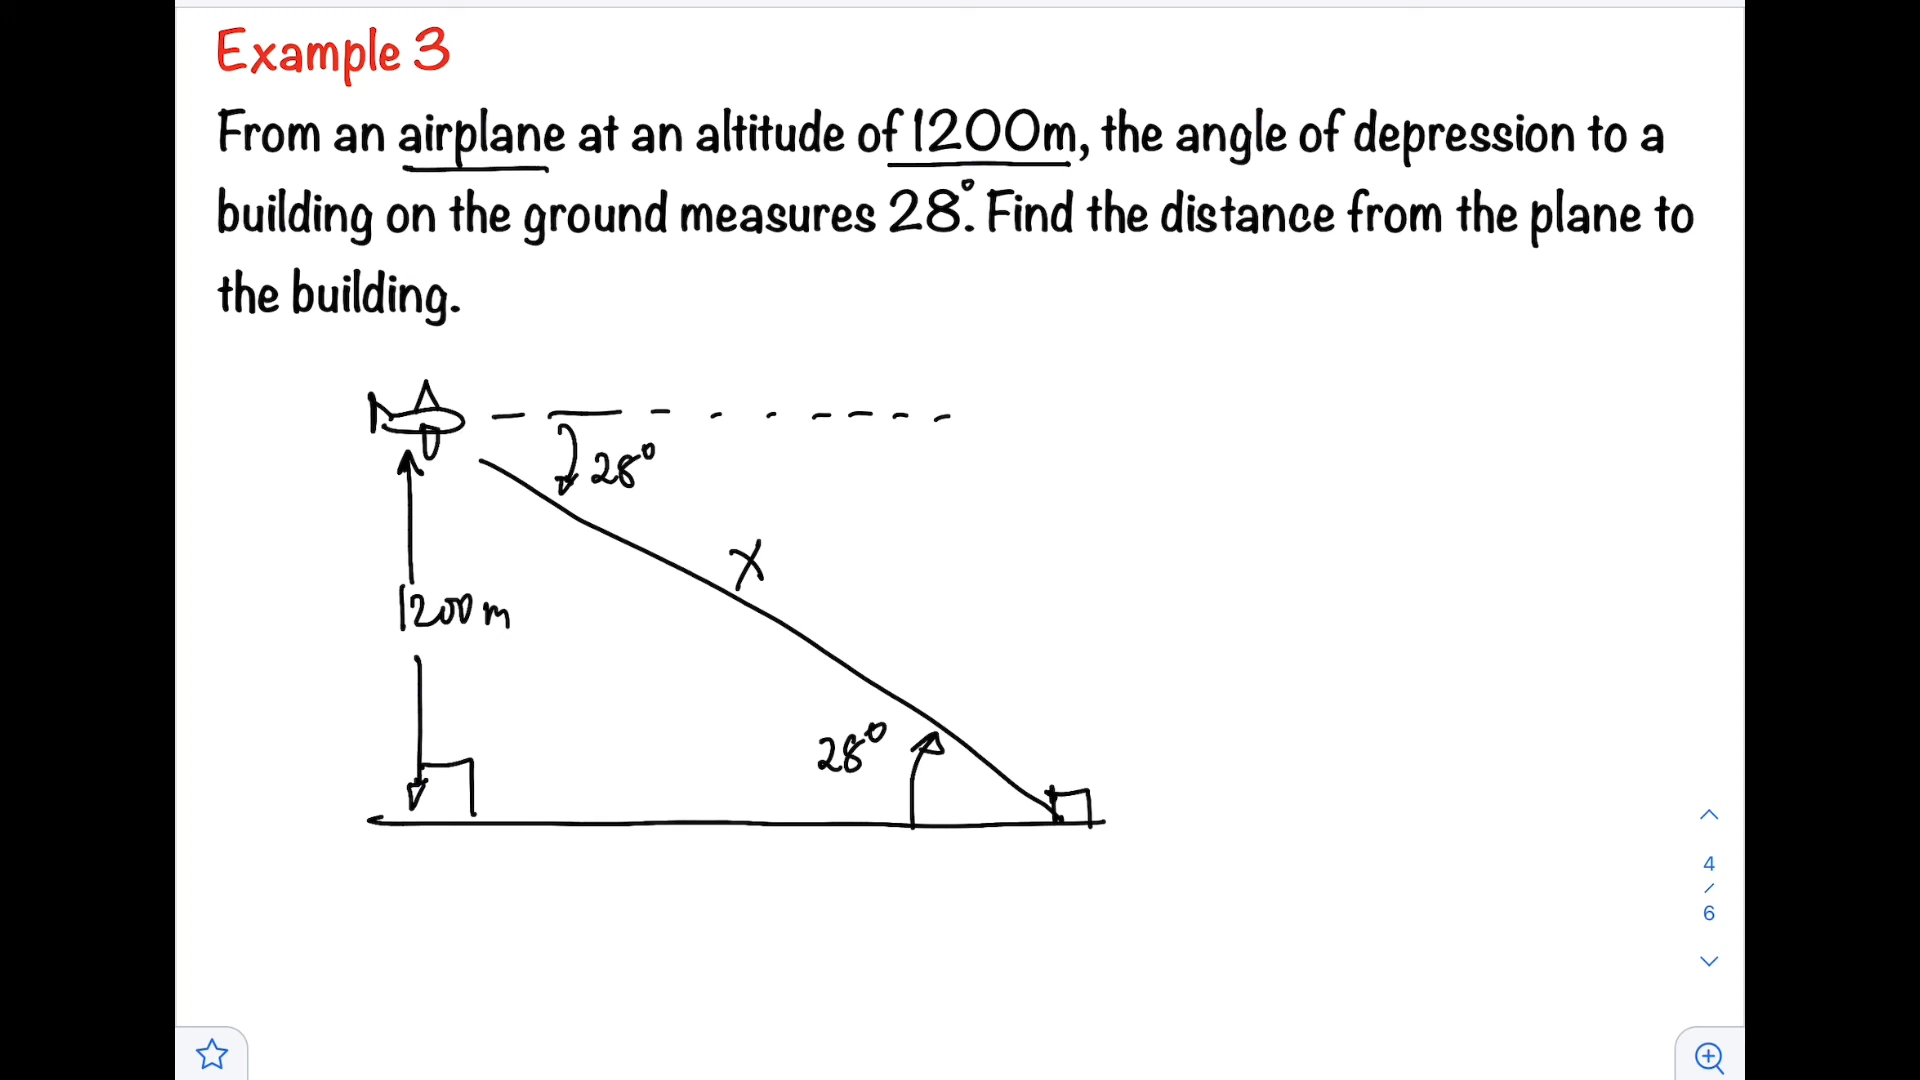 Example 3
From an airplane at an altitude of 1200m, the angle of depression to a
building on the ground measures 28°. Find the distance from the plane to
the building.
28°
x
1200 m
28°
4
/
6